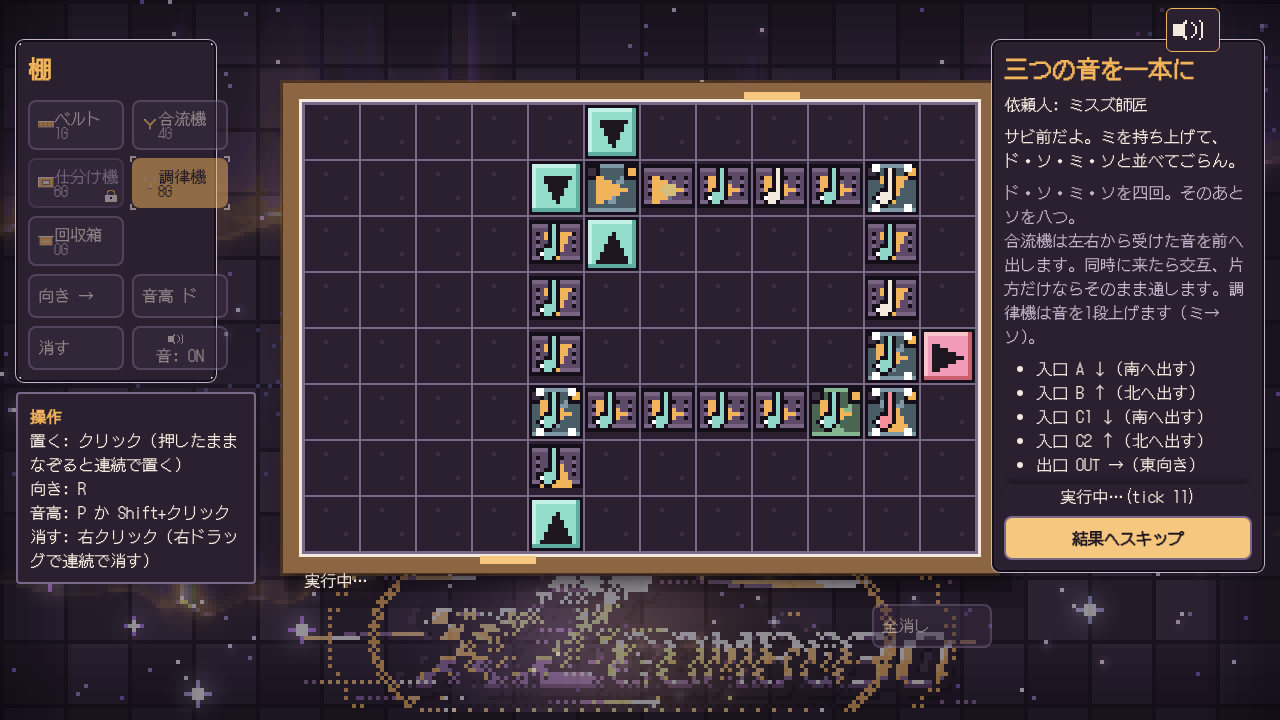 棚
ベルト
1G
合流機
4G
仕分け機
6G
調律機
8G
回収箱
0G
向き →
音高 ド
消す
音: ON
操作
置く: クリック（押したまま
なぞると連続で置く）
向き: R
音高: P か Shift+クリック
消す: 右クリック（右ドラッ
グで連続で消す）
実行中…
全消し
三つの音を一本に
依頼人: ミスズ師匠
サビ前だよ。ミを持ち上げて、
ド・ソ・ミ・ソと並べてごらん。
ド・ソ・ミ・ソを四回。そのあと
ソを八つ。
合流機は左右から受けた音を前へ
出します。同時に来たら交互、片
方だけならそのまま通します。調
律機は音を1段上げます（ミ→
ソ）。
• 入口 A ↓（南へ出す）
• 入口 B ↑（北へ出す）
• 入口 C1 ↓（南へ出す）
• 入口 C2 ↑（北へ出す）
• 出口 OUT →（東向き）
実行中…(tick 11)
結果へスキップ